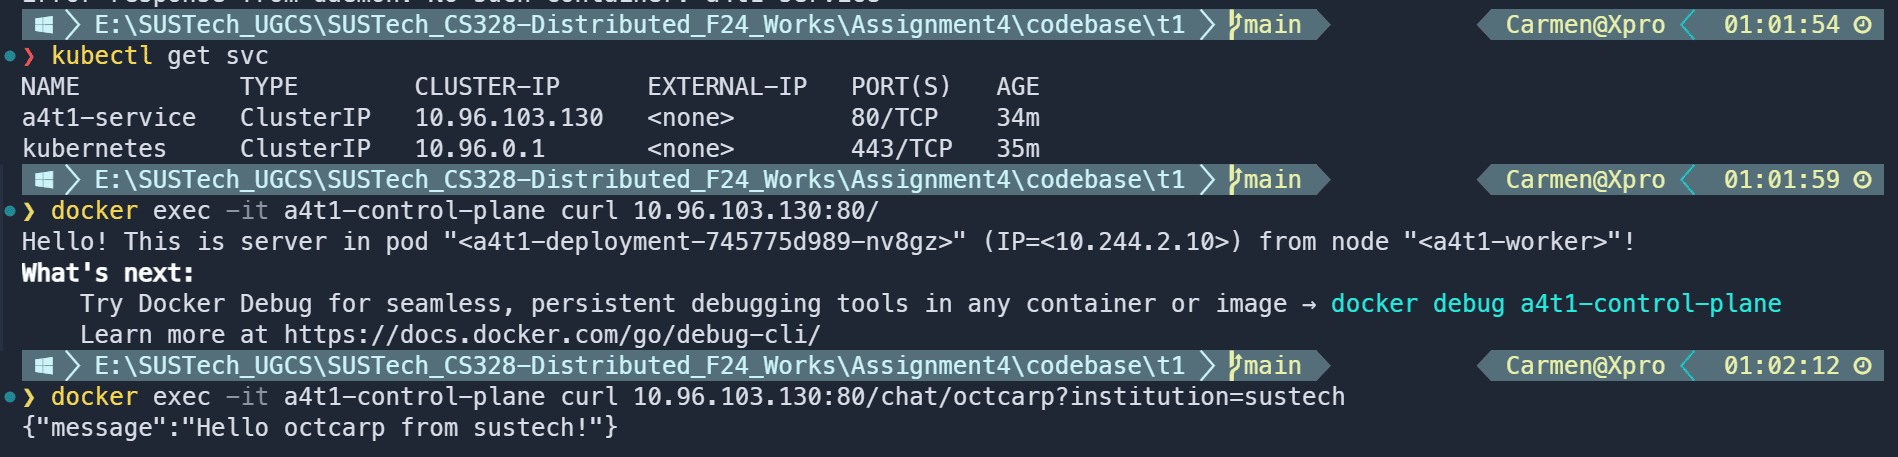 E:\SUSTech_UGCS\SUSTech_CS328-Distributed_F24_Works\Assignment4\codebase\t1 main Carmen@Xpro 01:01:54
❯ kubectl get svc
NAME TYPE CLUSTER-IP EXTERNAL-IP PORT(S) AGE
a4t1-service ClusterIP 10.96.103.130 <none> 80/TCP 34m
kubernetes ClusterIP 10.96.0.1 <none> 443/TCP 35m
E:\SUSTech_UGCS\SUSTech_CS328-Distributed_F24_Works\Assignment4\codebase\t1 main Carmen@Xpro 01:01:59
❯ docker exec -it a4t1-control-plane curl 10.96.103.130:80/
Hello! This is server in pod "<a4t1-deployment-745775d989-nv8gz>" (IP=<10.244.2.10>) from node "<a4t1-worker>"!
What's next:
Try Docker Debug for seamless, persistent debugging tools in any container or image → docker debug a4t1-control-plane
Learn more at https://docs.docker.com/go/debug-cli/
E:\SUSTech_UGCS\SUSTech_CS328-Distributed_F24_Works\Assignment4\codebase\t1 main Carmen@Xpro 01:02:12
❯ docker exec -it a4t1-control-plane curl 10.96.103.130:80/chat/octcarp?institution=sustech
{"message":"Hello octcarp from sustech!"}